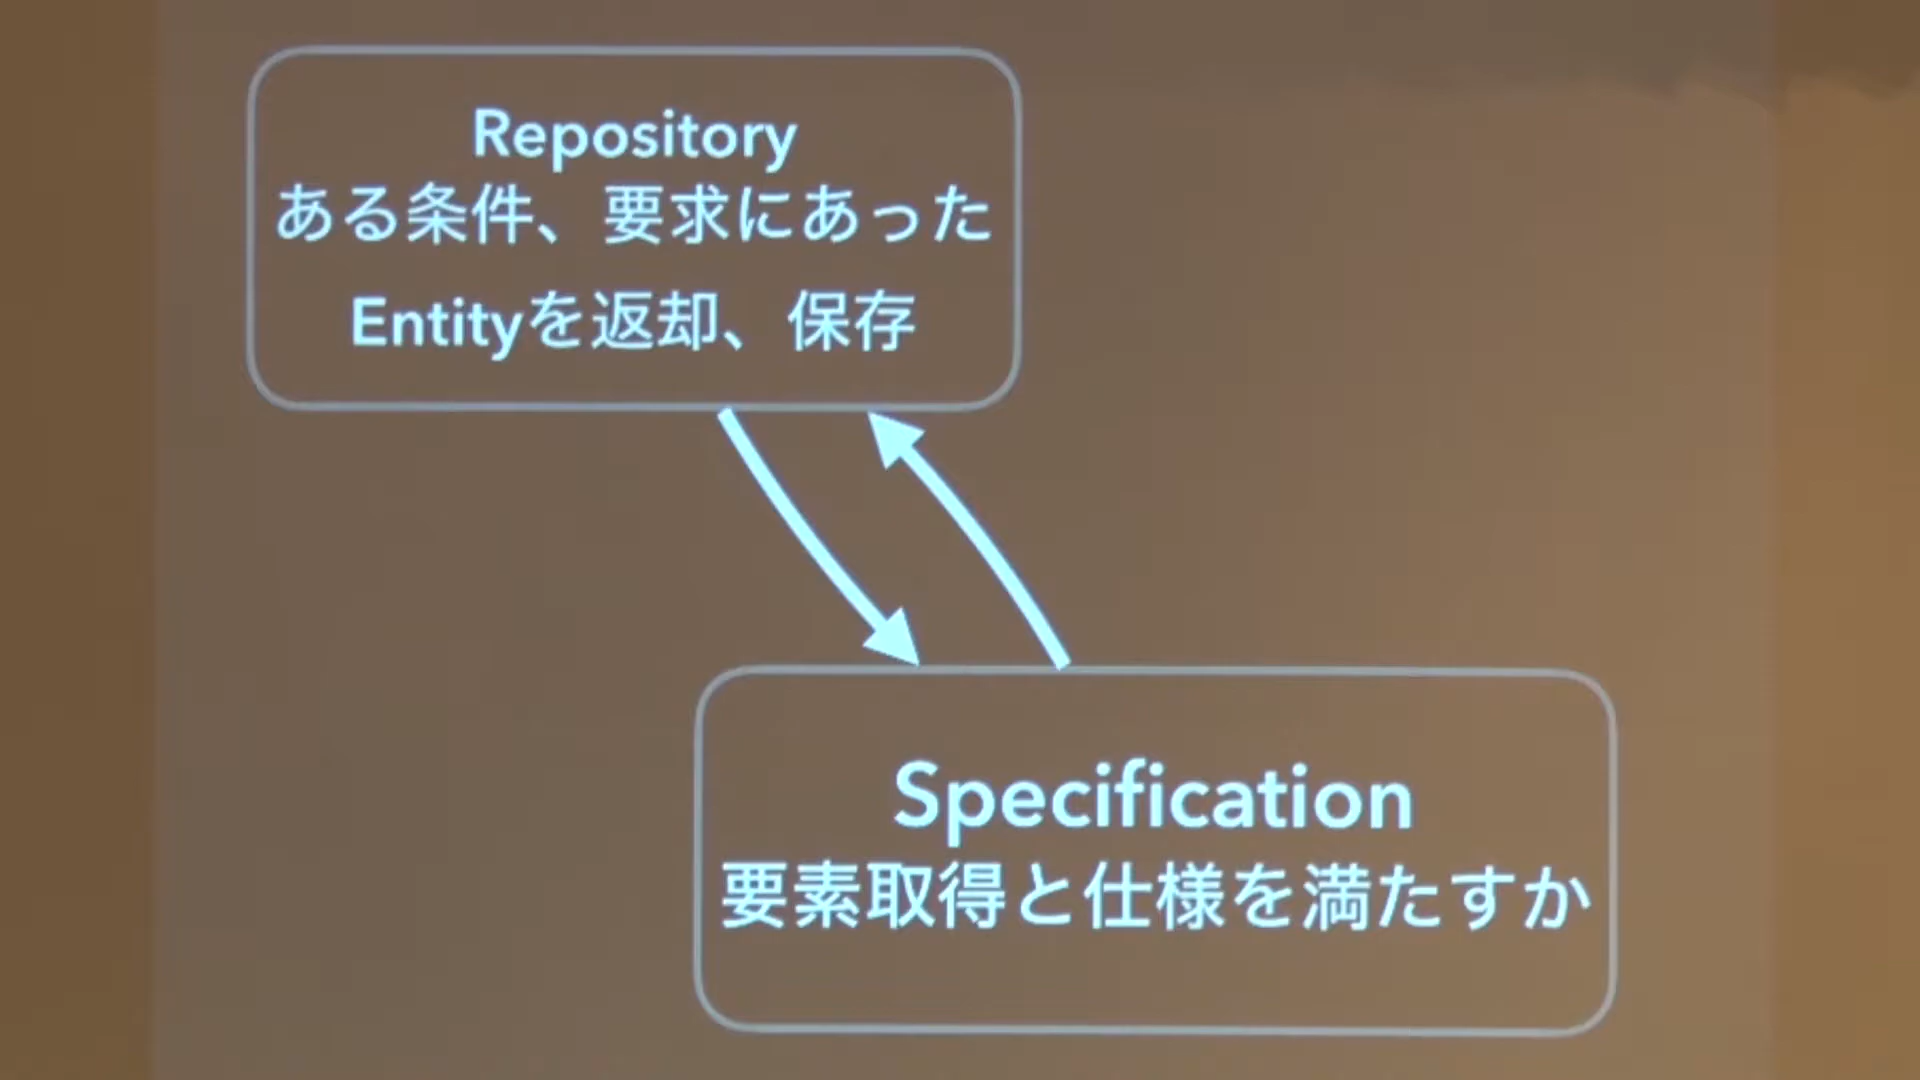 Repository
ある条件、要求にあった
Entityを返却、保存
Specification
要素取得と仕様を満たすか